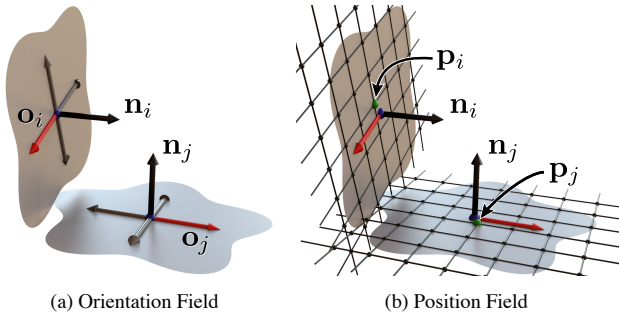 p_i
o_i n_i n_i
n_j n_j
p_j
o_j
(a) Orientation Field (b) Position Field